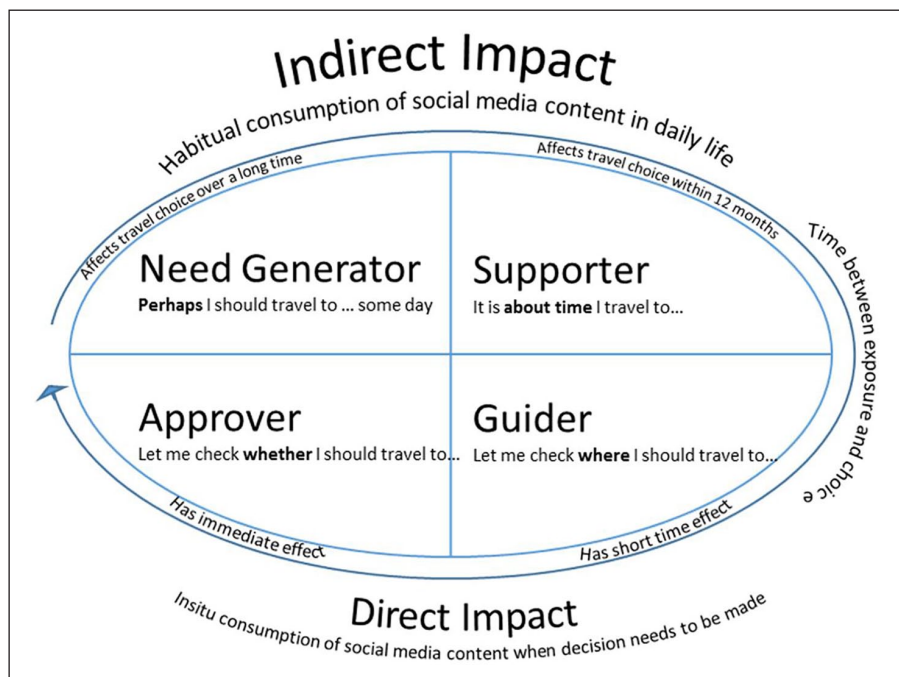 Indirect Impact
Habitual consumption of social media content in daily life
Affects travel choice over a long time
Affects travel choice within 12 months
Time between exposure and choice
Need Generator
Perhaps I should travel to ... some day
Supporter
It is about time I travel to...
Approver
Let me check whether I should travel to...
Guider
Let me check where I should travel to...
Has immediate effect
Has short time effect
Direct Impact
Insitu consumption of social media content when decision needs to be made